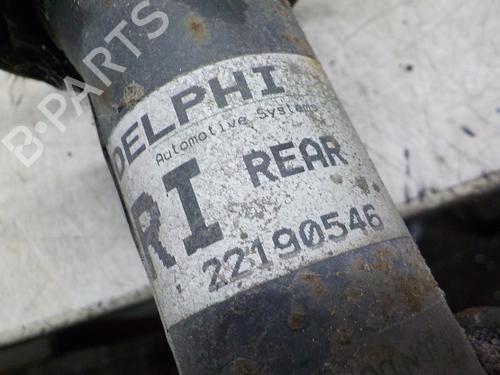 B-PARTS
DELPHI
Automotive Systems
RI REAR
22190546